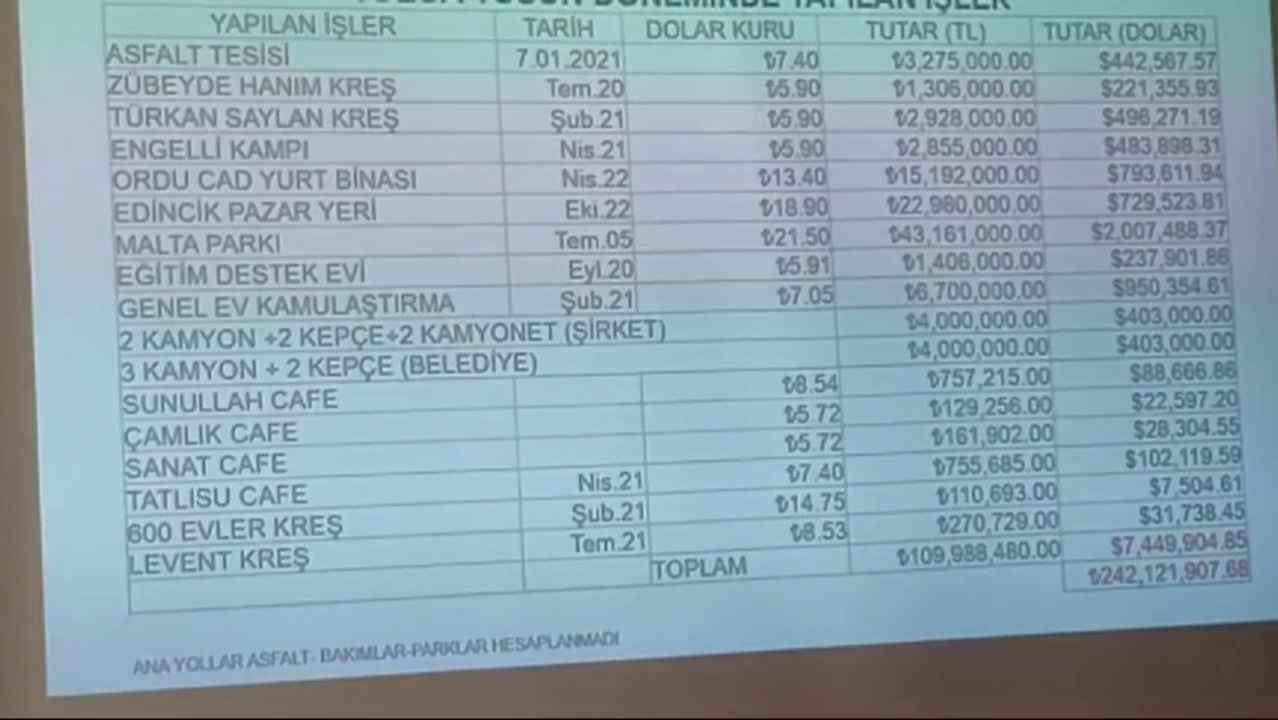 DÖNEMİNDE YAPILAN İŞLER
YAPILAN İŞLER TARİH DOLAR KURU TUTAR (TL) TUTAR (DOLAR)
ASFALT TESİSİ 7.01.2021 ₺7.40 ₺3,275,000.00 $442,567.57
ZÜBEYDE HANIM KREŞ Tem.20 ₺5.90 ₺1,306,000.00 $221,355.93
TÜRKAN SAYLAN KREŞ Şub.21 ₺5.90 ₺2,928,000.00 $496,271.19
ENGELLİ KAMPI Nis.21 ₺5.90 ₺2,855,000.00 $483,898.31
ORDU CAD YURT BİNASI Nis.22 ₺13.40 ₺15,192,000.00 $793,611.94
EDİNCİK PAZAR YERİ Eki.22 ₺18.90 ₺22,980,000.00 $729,523.81
MALTA PARKI Tem.05 ₺21.50 ₺43,161,000.00 $2,007,488.37
EĞİTİM DESTEK EVİ Eyl.20 ₺5.91 ₺1,406,000.00 $237,901.86
GENEL EV KAMULAŞTIRMA Şub.21 ₺7.05 ₺6,700,000.00 $950,354.61
2 KAMYON +2 KEPÇE+2 KAMYONET (ŞİRKET) ₺4,000,000.00 $403,000.00
3 KAMYON + 2 KEPÇE (BELEDİYE) ₺4,000,000.00 $403,000.00
SUNULLAH CAFE ₺8.54 ₺757,215.00 $88,666.86
ÇAMLIK CAFE ₺5.72 ₺129,256.00 $22,597.20
SANAT CAFE ₺5.72 ₺161,902.00 $28,304.55
TATLISU CAFE Nis.21 ₺7.40 ₺755,685.00 $102,119.59
600 EVLER KREŞ Şub.21 ₺14.75 ₺110,693.00 $7,504.61
LEVENT KREŞ Tem.21 ₺8.53 ₺270,729.00 $31,738.45
TOPLAM ₺109,988,480.00 $7,449,904.85
₺242,121,907.68
ANA YOLLAR ASFALT- BAKIMLAR-PARKLAR HESAPLANMADI